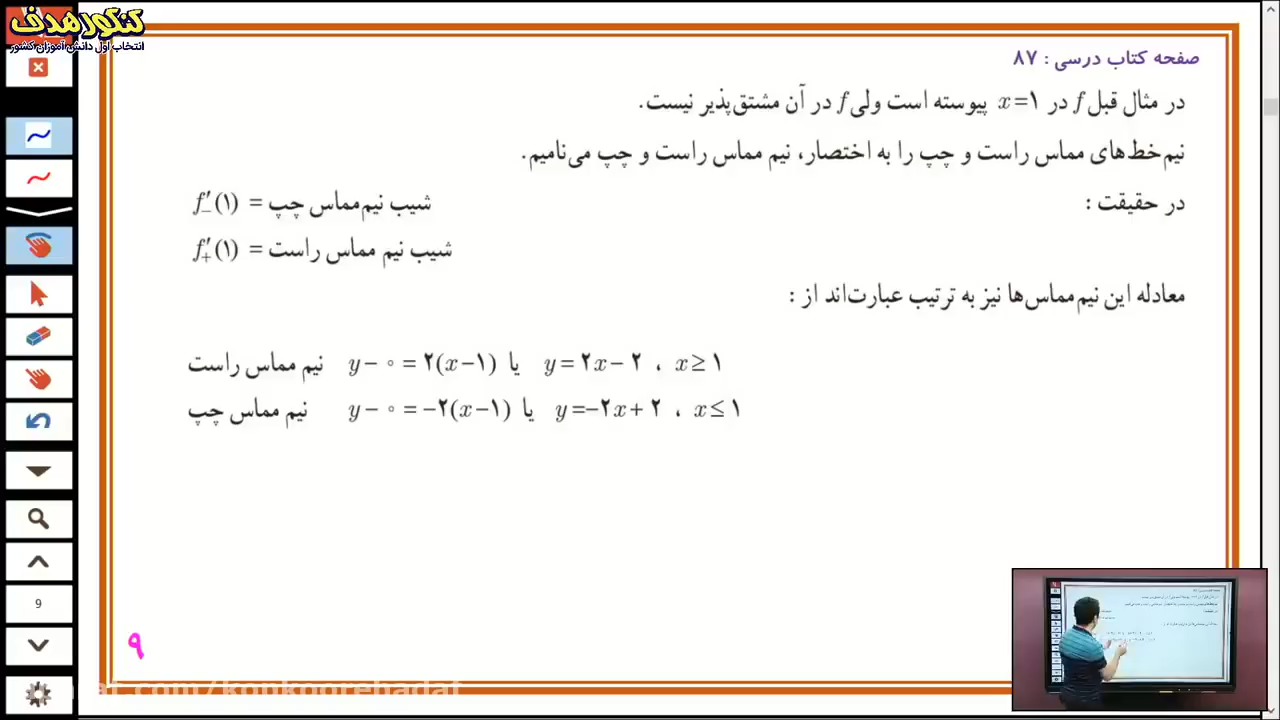 کنکور هدف
انتخاب اول دانش آموزان کشور
صفحه کتاب درسی : ۸۷
در مثال قبل f در x=۱ پیوسته است ولی f در آن مشتق‌پذیر نیست.
نیم‌خط‌های مماس راست و چپ را به اختصار، نیم مماس راست و چپ می‌نامیم.
در حقیقت :
f′₋(۱) = شیب نیم‌مماس چپ
f′₊(۱) = شیب نیم مماس راست
معادله این نیم‌مماس‌ها نیز به ترتیب عبارت‌اند از :
نیم مماس راست y − ۰ = ۲(x−۱) یا y = ۲x − ۲ ، x ≥ ۱
نیم مماس چپ y − ۰ = −۲(x−۱) یا y = −۲x + ۲ ، x ≤ ۱
9
۹